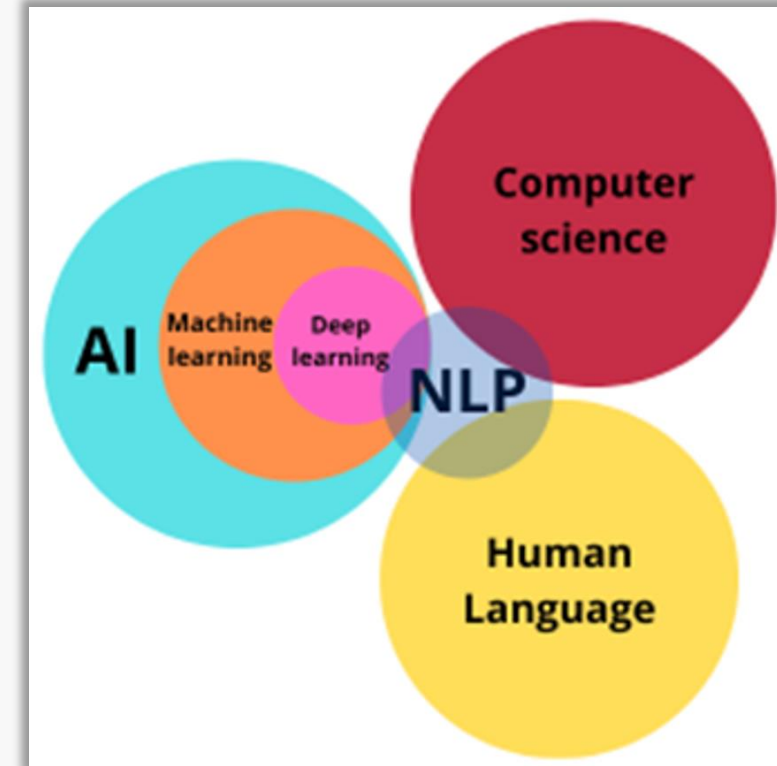 Computer
science
AI
Machine
learning
Deep
learning
NLP
Human
Language